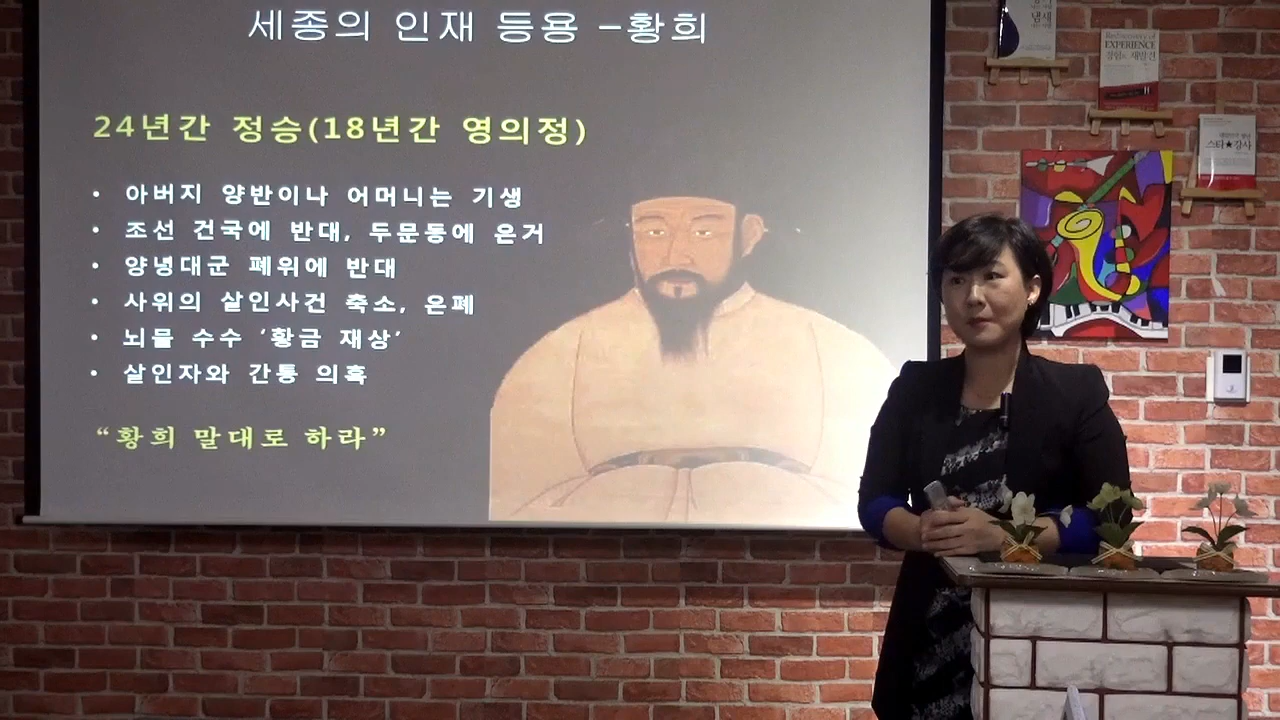 세종의 인재 등용 –황희
24년간 정승(18년간 영의정)
• 아버지 양반이나 어머니는 기생
• 조선 건국에 반대, 두문동에 은거
• 양녕대군 폐위에 반대
• 사위의 살인사건 축소, 은폐
• 뇌물 수수 ‘황금 재상’
• 살인자와 간통 의혹
“황희 말대로 하라”
냄새
EXPERIENCE
스타★강사